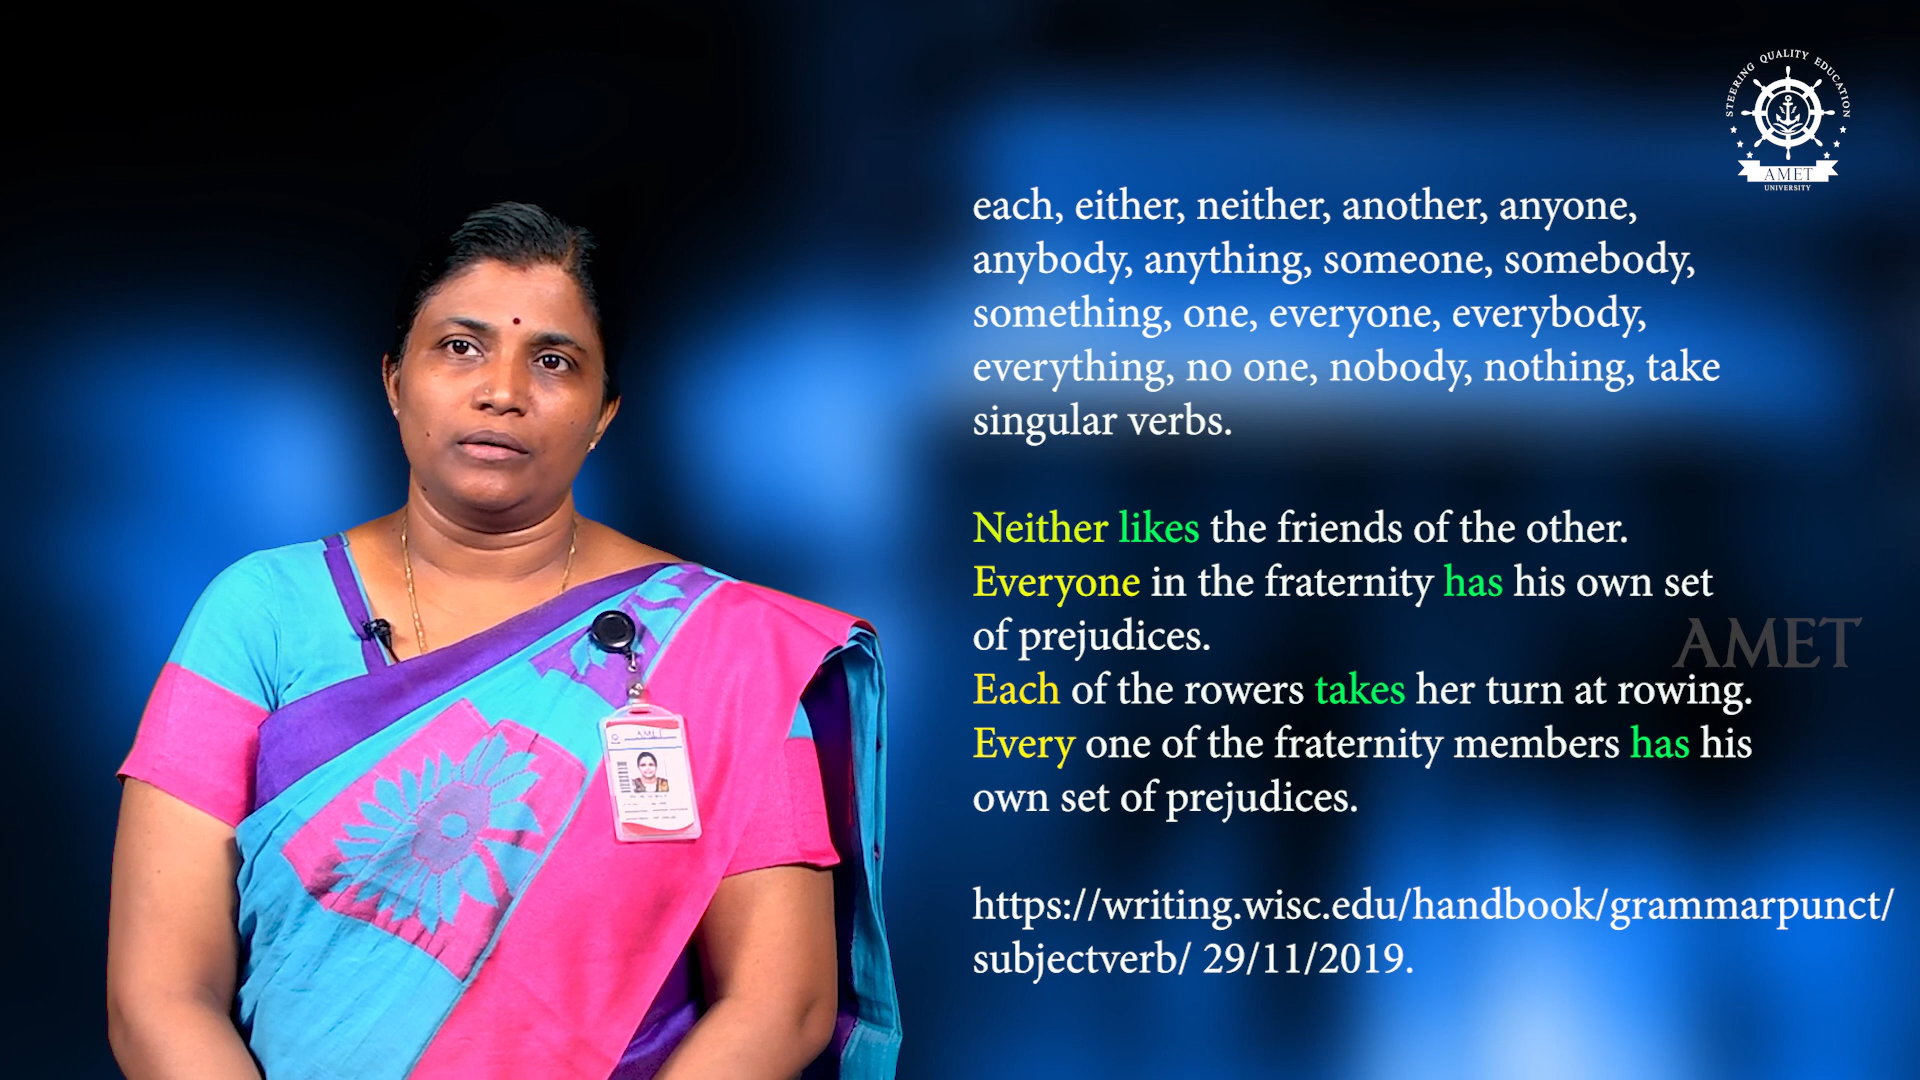 STEERING QUALITY EDUCATION
AMET
UNIVERSITY
each, either, neither, another, anyone,
anybody, anything, someone, somebody,
something, one, everyone, everybody,
everything, no one, nobody, nothing, take
singular verbs.
Neither likes the friends of the other.
Everyone in the fraternity has his own set
of prejudices.
AMET
Each of the rowers takes her turn at rowing.
Every one of the fraternity members has his
own set of prejudices.
https://writing.wisc.edu/handbook/grammarpunct/
subjectverb/ 29/11/2019.
AMET